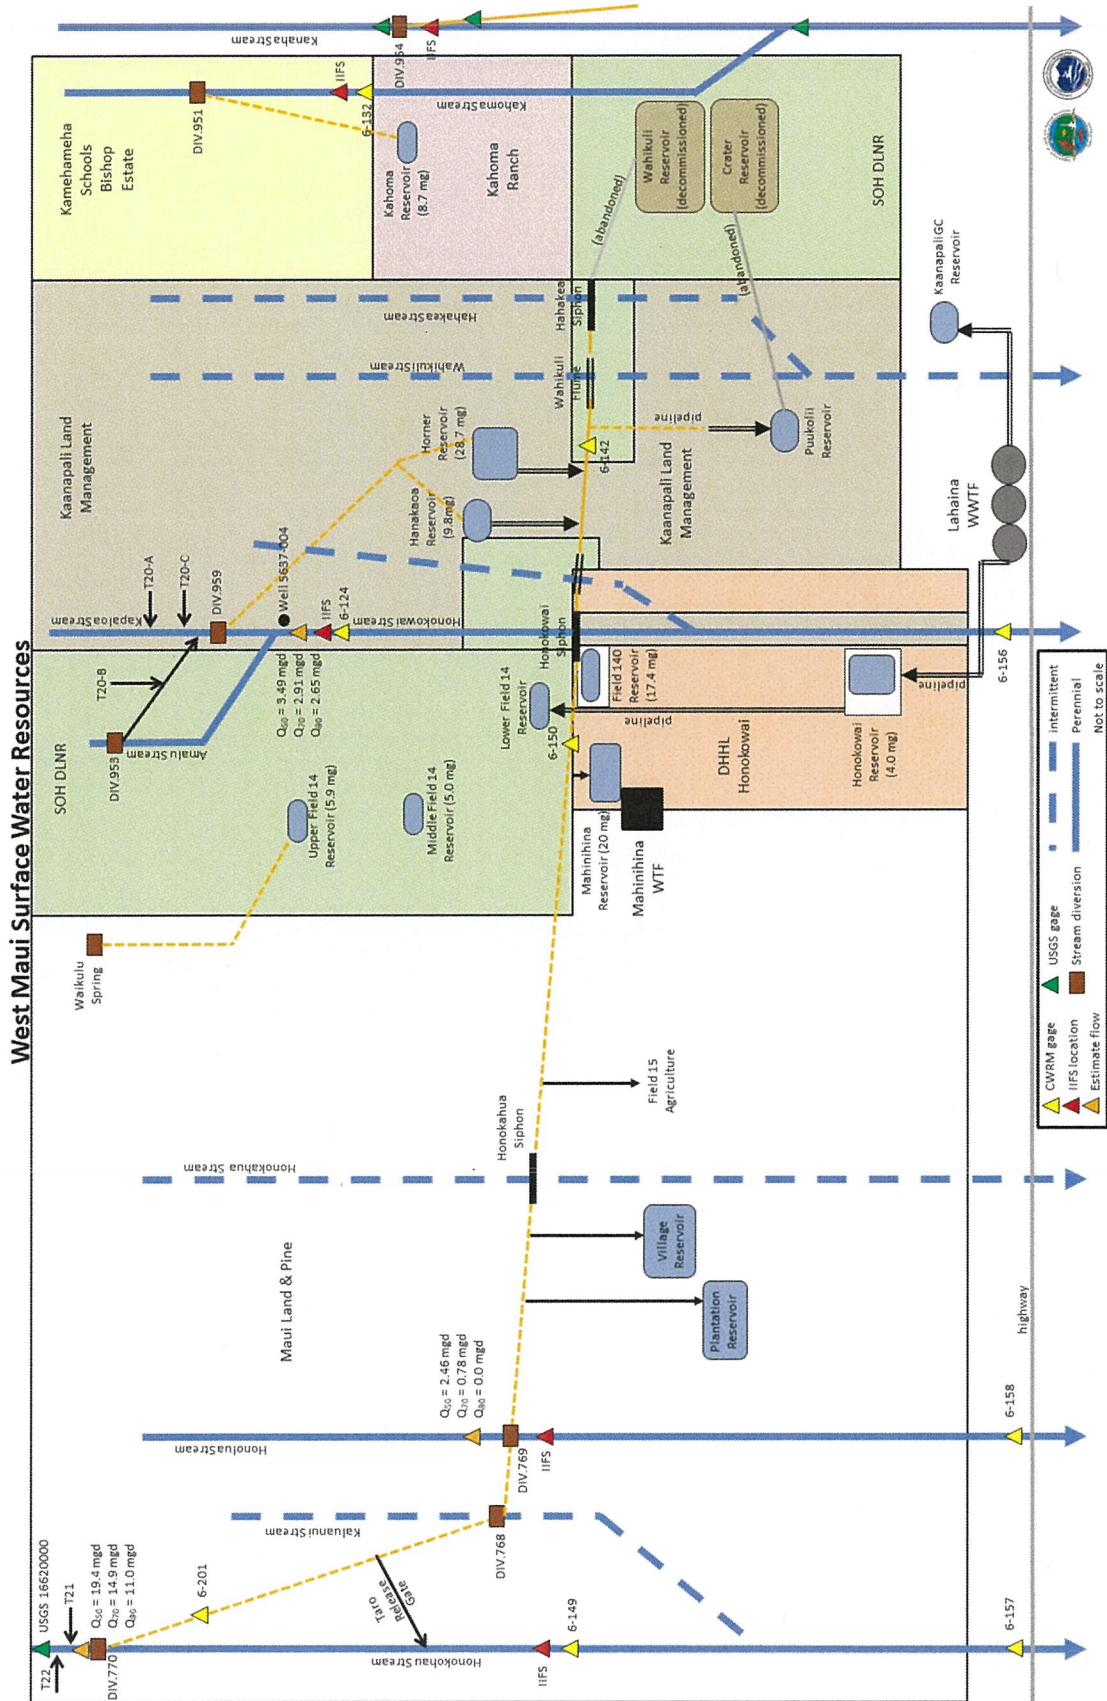 West Maui Surface Water Resources
T22
USGS 16620000
T21
Q50 = 19.4 mgd
Q70 = 14.9 mgd
Q90 = 11.0 mgd
DIV.770
6-201
Taro
Release
Gate
Honokohau Stream
IIFS
6-149
6-157
Kaluanui Stream
DIV.768
Honolua Stream
Q50 = 2.46 mgd
Q70 = 0.78 mgd
Q90 = 0.0 mgd
DIV.769
IIFS
6-158
Maui Land & Pine
Plantation
Reservoir
Village
Reservoir
Honokahua Stream
Honokahua
Siphon
Field 15
Agriculture
highway
Waikulu
Spring
SOH DLNR
DIV.953
Amalu Stream
T20-B
Upper Field 14
Reservoir (5.9 mg)
Middle Field 14
Reservoir (5.0 mg)
Lower Field 14
Reservoir
6-150
Mahinihina
Reservoir (20 mg)
Mahinihina
WTF
DHHL
Honokowai
Field 140
Reservoir
(17.4 mg)
pipeline
Honokowai
Reservoir
(4.0 mg)
pipeline
6-156
Kapaloa Stream
T20-A
T20-C
DIV.959
Well 5637-004
Q50 = 3.49 mgd
Q70 = 2.91 mgd
Q90 = 2.65 mgd
IIFS
6-124
Honokowai Stream
Honokowai
Siphon
Kaanapali Land
Management
Hanakaoa
Reservoir
(9.8mg)
Horner
Reservoir
(28.7 mg)
6-142
Kaanapali Land
Management
pipeline
Puukolii
Reservoir
Wahikuli Stream
Wahikuli
Flume
Hahakea Stream
Hahakea
Siphon
Lahaina
WWTF
Kaanapali GC
Reservoir
Kamehameha
Schools
Bishop
Estate
DIV.951
IIFS
6-132
Kahoma
Reservoir
(8.7 mg)
Kahoma
Ranch
Kahoma Stream
(abandoned)
Wahikuli
Reservoir
(decommissioned)
Crater
Reservoir
(decommissioned)
(abandoned)
SOH DLNR
Kanaha Stream
DIV.964
IIFS
CWRM gage
USGS gage
intermittent
IIFS location
Stream diversion
Perennial
Estimate flow
Not to scale